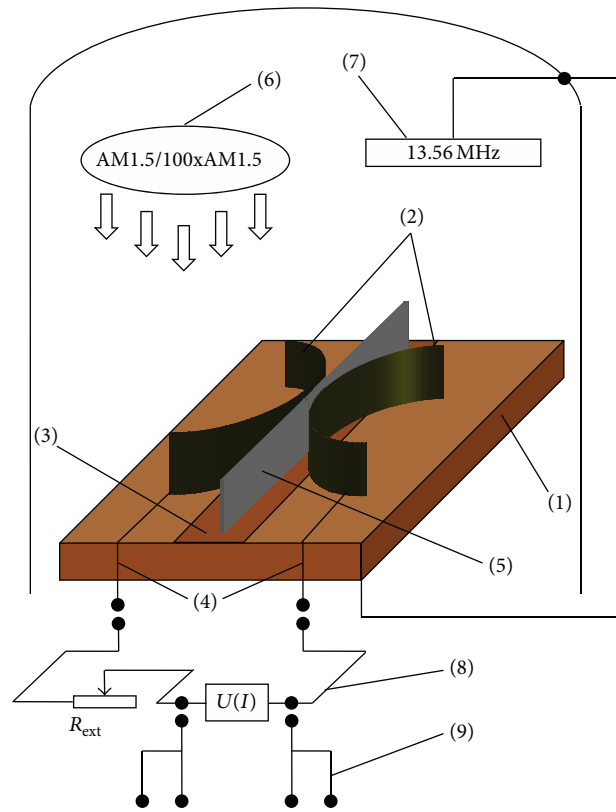 (6)
(7)
AM1.5/100xAM1.5
13.56 MHz
(2)
(3)
(1)
(4)
(5)
(8)
U(I)
R_ext
(9)